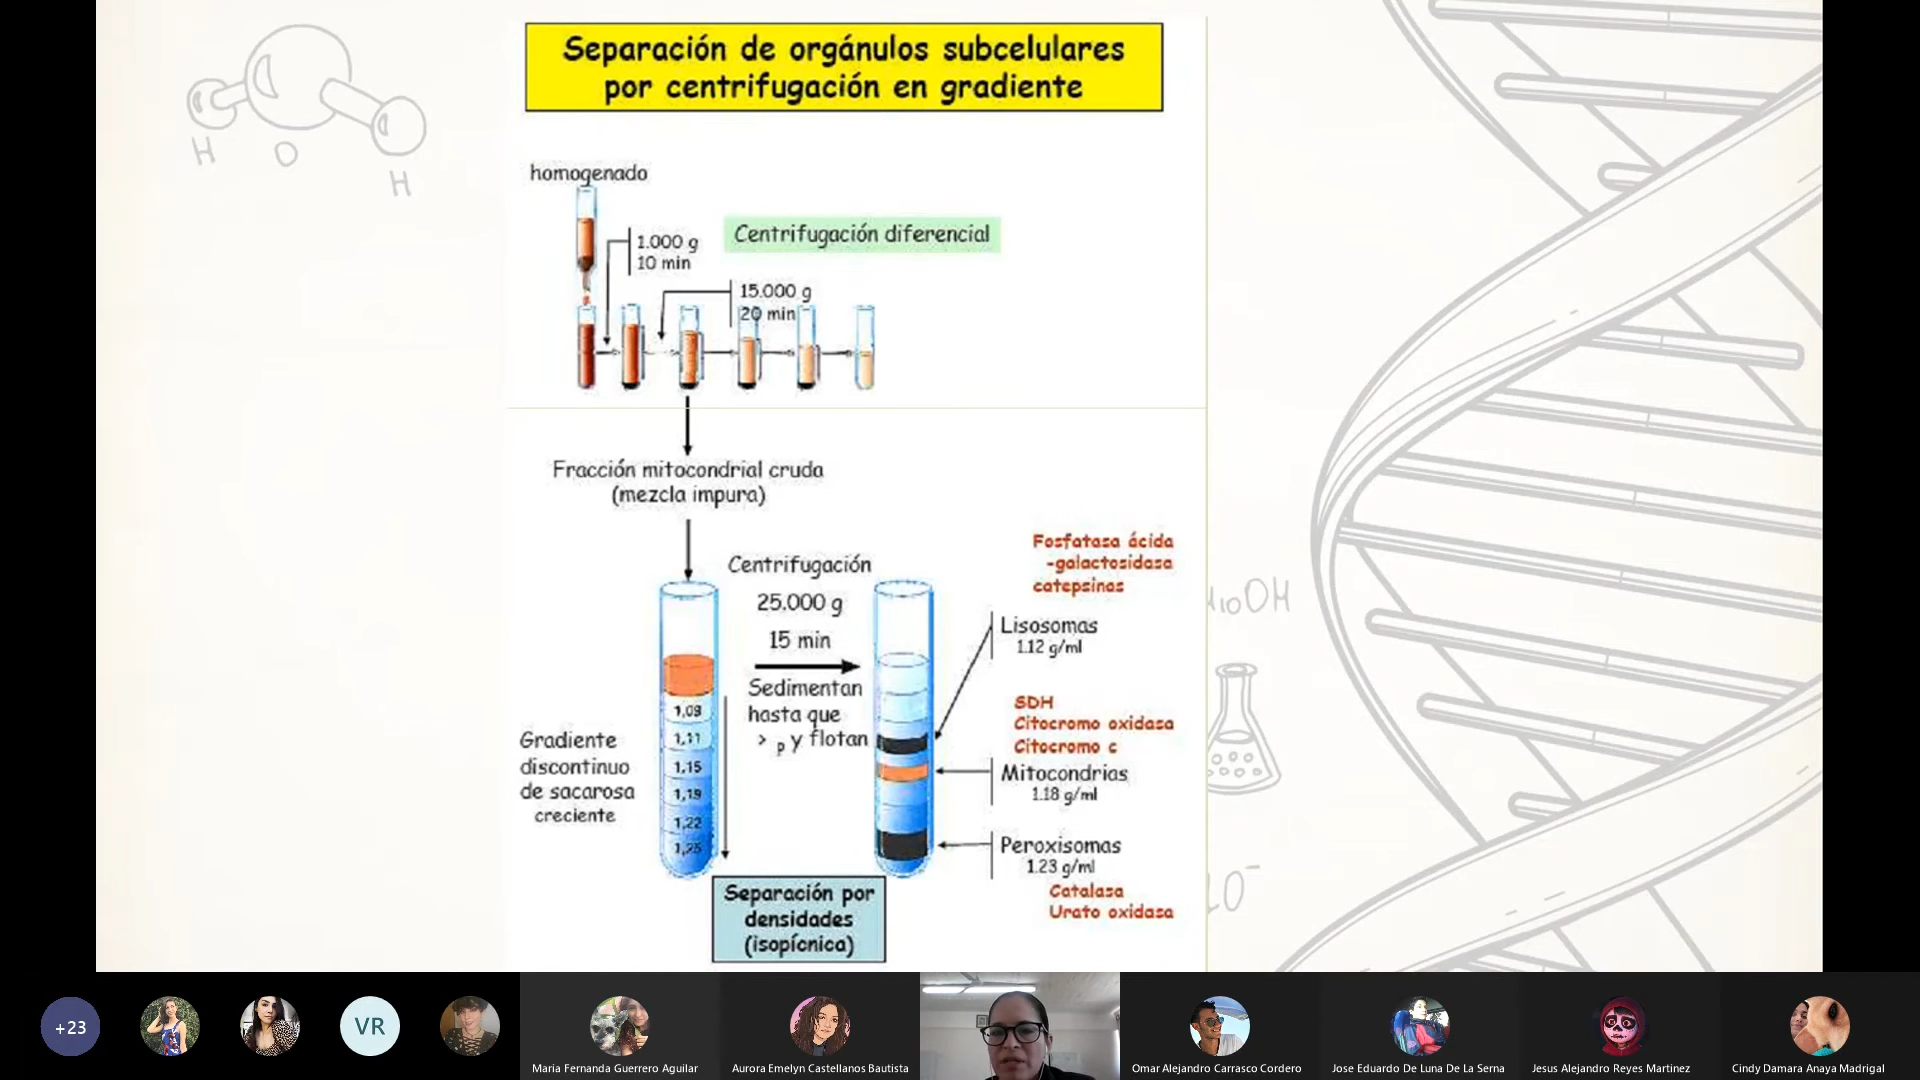 Separación de orgánulos subcelulares
por centrifugación en gradiente
H
O
H
homogenado
1.000 g
10 min
Centrifugación diferencial
15.000 g
20 min
Fracción mitocondrial cruda
(mezcla impura)
Centrifugación
25.000 g
15 min
Sedimentan
hasta que
> p y flotan
Gradiente
discontinuo
de sacarosa
creciente
1,09
1,11
1,15
1,19
1,22
1,25
Fosfatasa ácida
-galactosidasa
catepsinas
Lisosomas
1.12 g/ml
SDH
Citocromo oxidasa
Citocromo c
Mitocondrias
1.18 g/ml
Peroxisomas
1.23 g/ml
Catalasa
Urato oxidasa
Separación por
densidades
(isopícnica)
10OH
+23
VR
Maria Fernanda Guerrero Aguilar
Aurora Emelyn Castellanos Bautista
Omar Alejandro Carrasco Cordero
Jose Eduardo De Luna De La Serna
Jesus Alejandro Reyes Martinez
Cindy Damara Anaya Madrigal